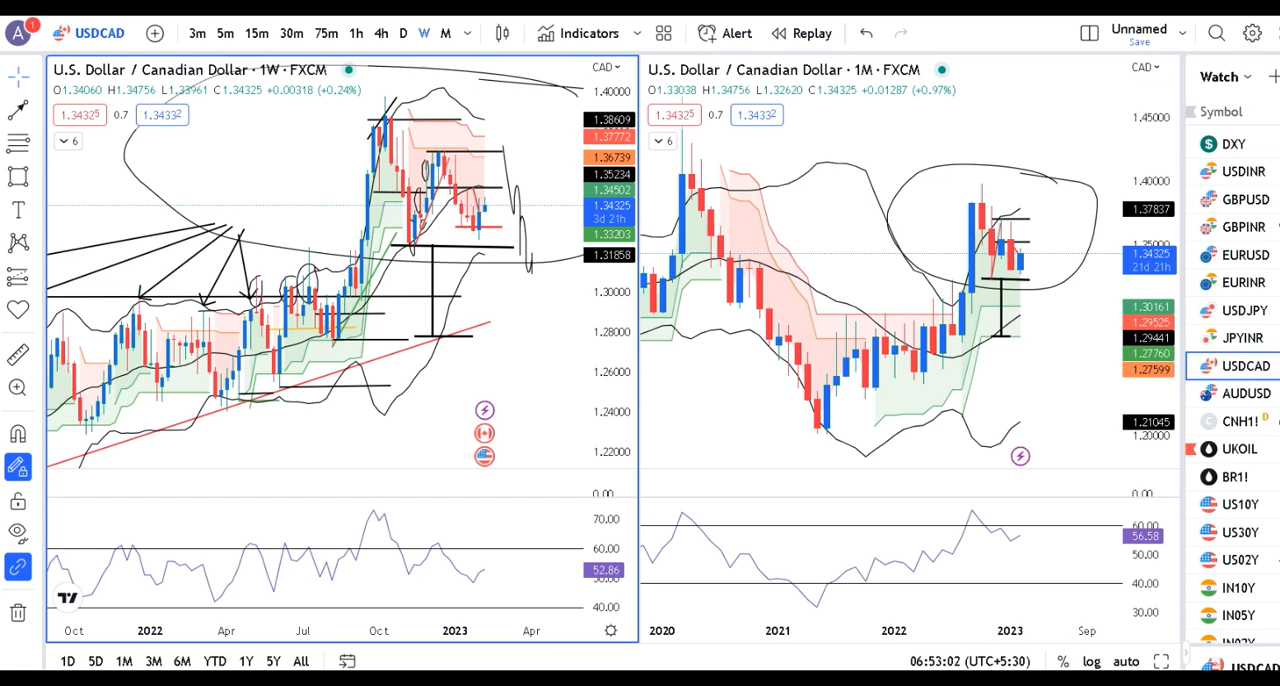 A 1 USDCAD 3m 5m 15m 30m 75m 1h 4h D W M Indicators Alert Replay Unnamed
Save
U.S. Dollar / Canadian Dollar · 1W · FXCM CAD
O1.34060 H1.34756 L1.33961 C1.34325 +0.00318 (+0.24%)
1.34325 0.7 1.34332
6
1.40000
1.38609
1.37772
1.36739
1.35234
1.34502
1.34325
3d 21h
1.33203
1.31858
1.30000
1.28000
1.26000
1.24000
1.22000
0.00
70.00
60.00
52.86
50.00
40.00
Oct 2022 Apr Jul Oct 2023 Apr
U.S. Dollar / Canadian Dollar · 1M · FXCM CAD
O1.33038 H1.34756 L1.32620 C1.34325 +0.01287 (+0.97%)
1.34325 0.7 1.34332
6
1.45000
1.40000
1.37837
1.35000
1.34325
21d 21h
1.30161
1.29525
1.29441
1.27760
1.27599
1.21045
1.20000
0.00
60.00
56.58
50.00
40.00
30.00
2020 2021 2022 2023 Sep
Watch
Symbol
DXY
USDINR
GBPUSD
GBPINR
EURUSD
EURINR
USDJPY
JPYINR
USDCAD
AUDUSD
CNH1! D
UKOIL
BR1!
US10Y
US30Y
US02Y
IN10Y
IN05Y
IN02Y
USDCAD
1D 5D 1M 3M 6M YTD 1Y 5Y All 06:53:02 (UTC+5:30) % log auto